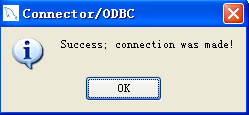 Connector/ODBC
Success; connection was made!
OK